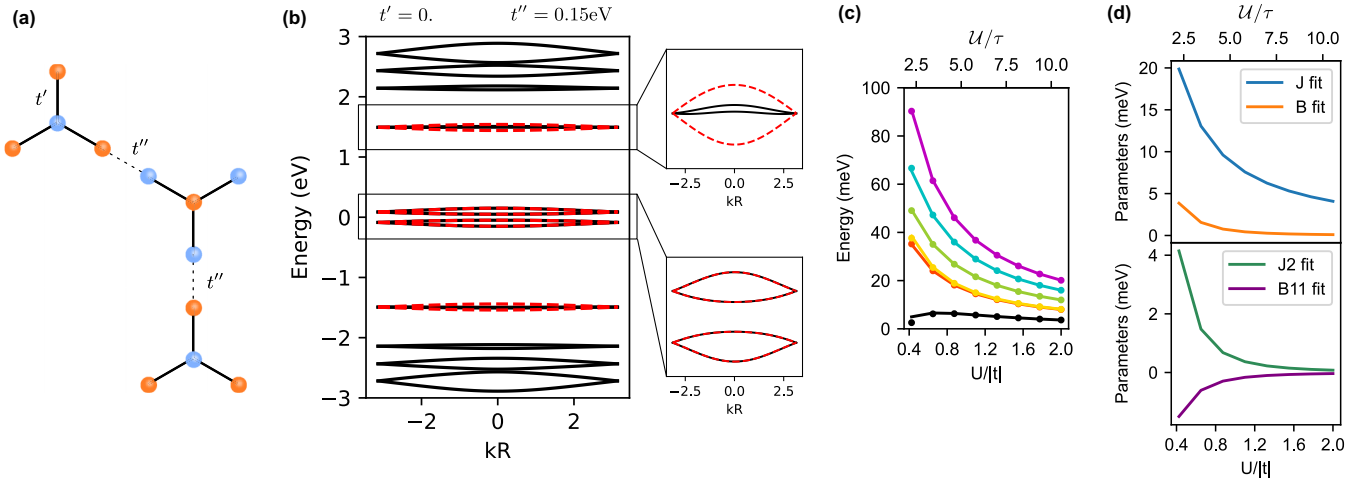 (a)
t′
t″
t″
(b)
t′ = 0.
t″ = 0.15eV
Energy (eV)
3
2
1
0
−1
−2
−3
−2
0
2
kR
−2.5
0.0
2.5
kR
−2.5
0.0
2.5
kR
(c)
U/τ
2.5
5.0
7.5
10.0
Energy (meV)
100
80
60
40
20
0
0.4
0.8
1.2
1.6
2.0
U/|t|
(d)
U/τ
2.5
5.0
7.5
10.0
J fit
B fit
Parameters (meV)
20
15
10
5
0
J2 fit
B11 fit
Parameters (meV)
4
2
0
0.4
0.8
1.2
1.6
2.0
U/|t|